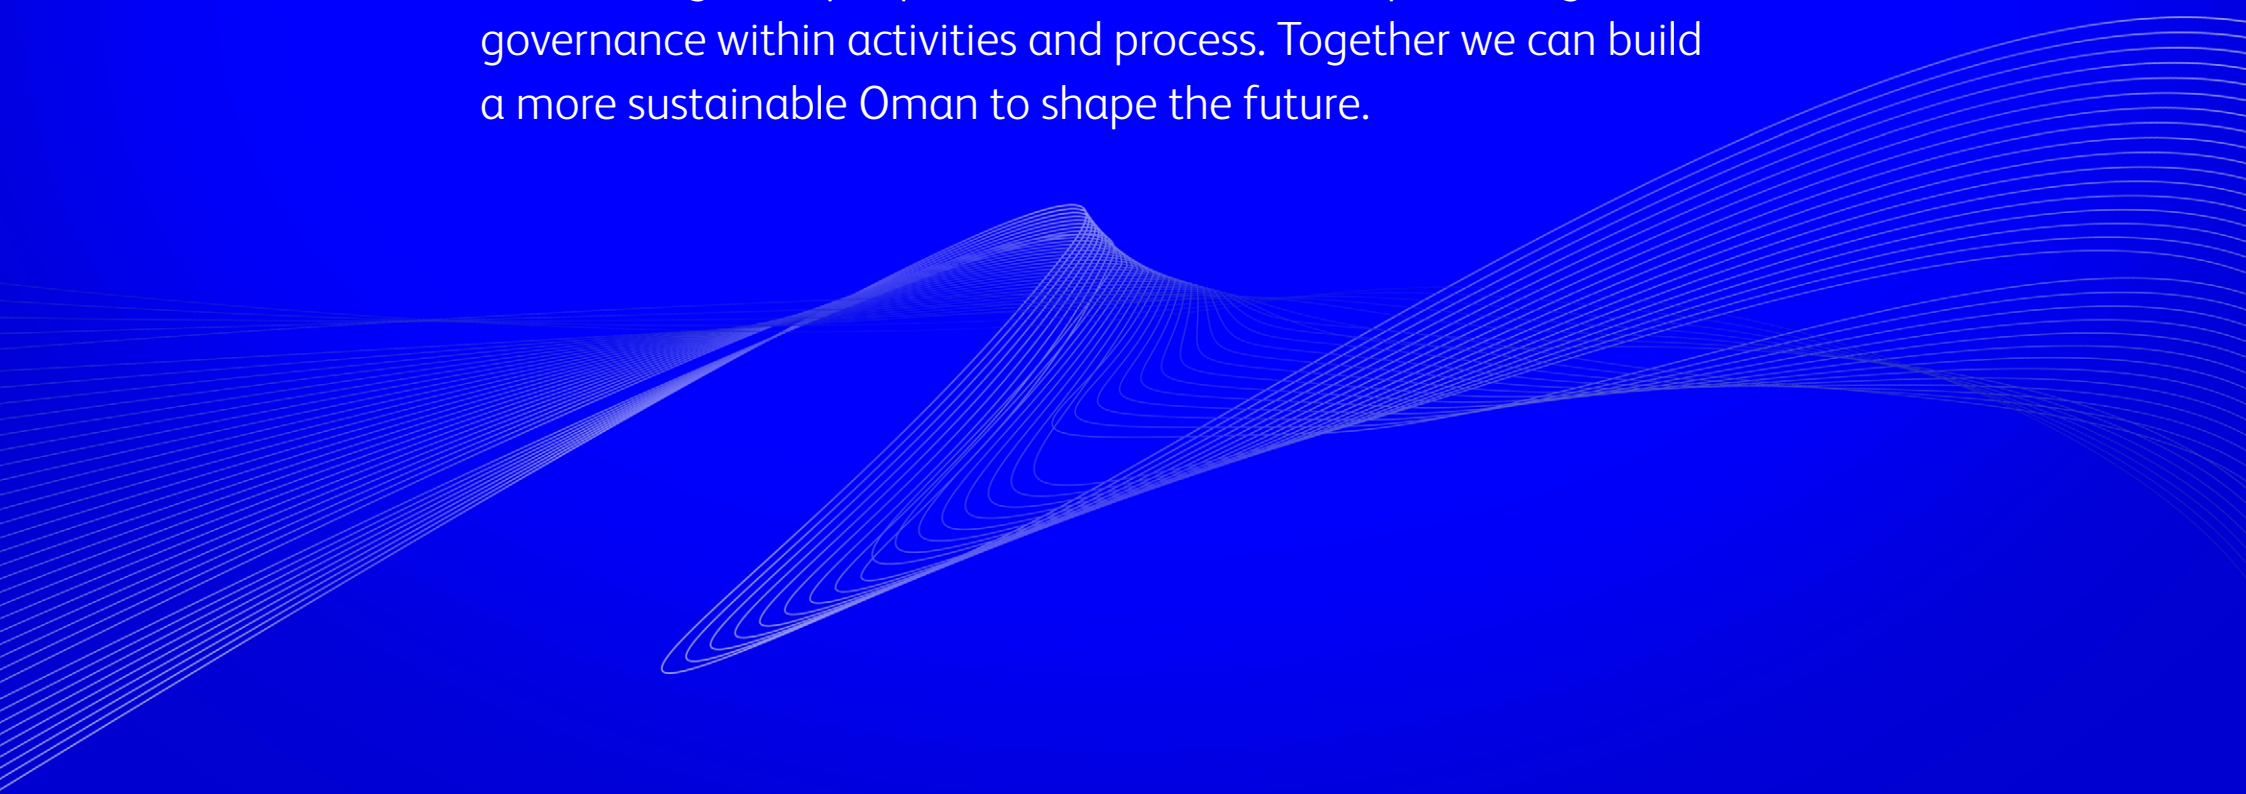 governance within activities and process. Together we can build
a more sustainable Oman to shape the future.